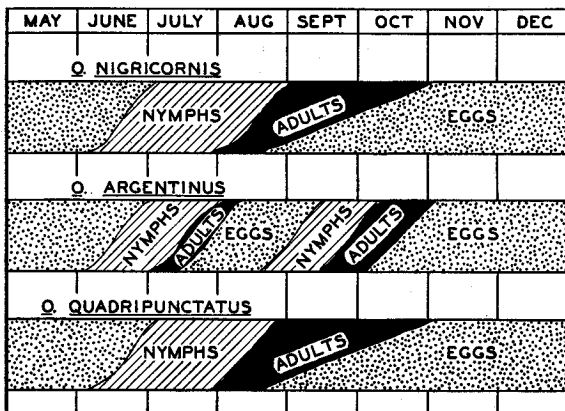 MAY JUNE JULY AUG SEPT OCT NOV DEC
O. NIGRICORNIS
NYMPHS ADULTS EGGS
O. ARGENTINUS
NYMPHS ADULTS EGGS NYMPHS ADULTS EGGS
O. QUADRIPUNCTATUS
NYMPHS ADULTS EGGS